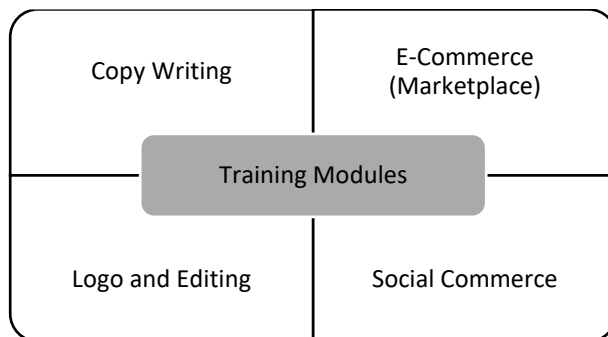 Copy Writing
E-Commerce
(Marketplace)
Training Modules
Logo and Editing
Social Commerce